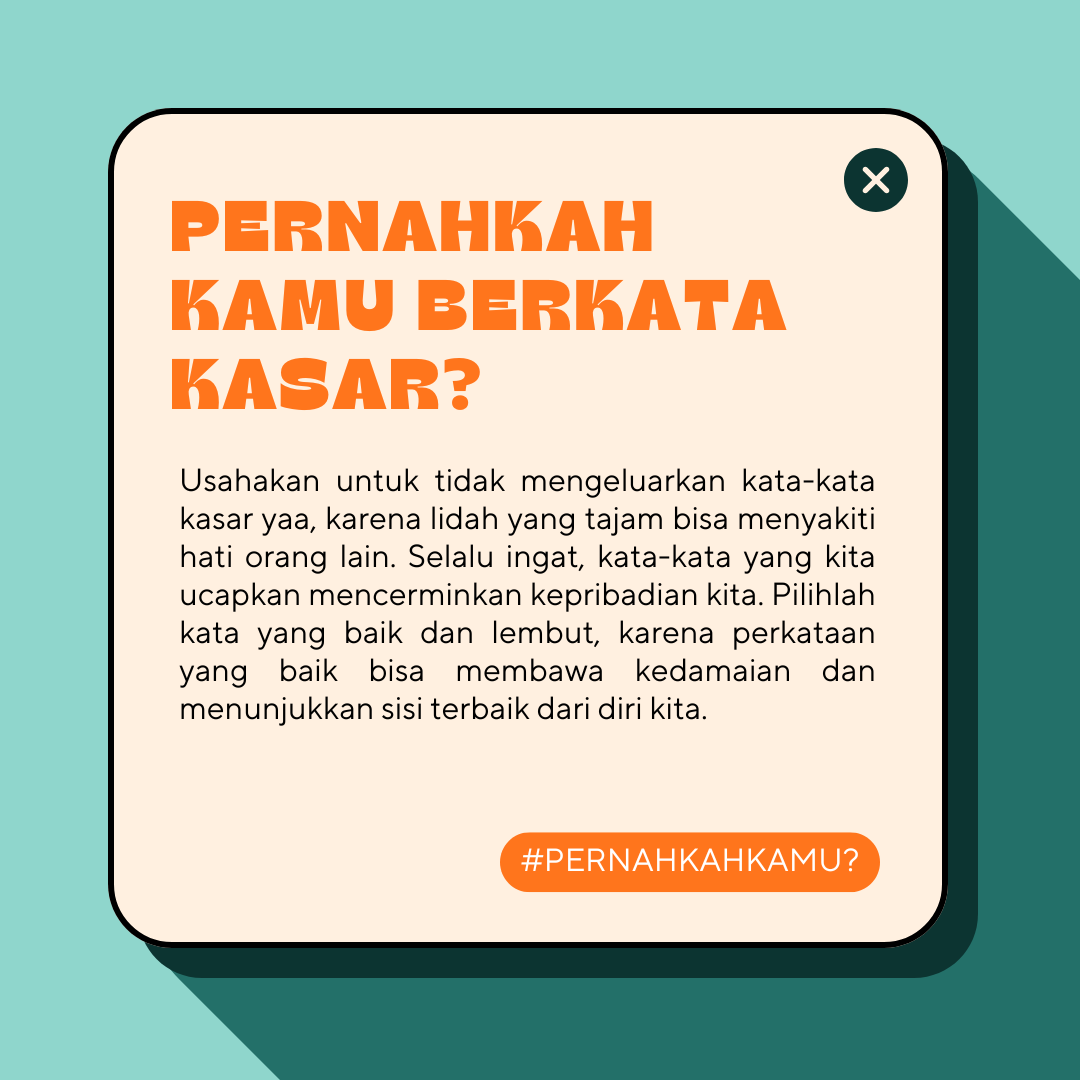 PERNAHKAH
KAMU BERKATA
KASAR?
Usahakan untuk tidak mengeluarkan kata-kata
kasar yaa, karena lidah yang tajam bisa menyakiti
hati orang lain. Selalu ingat, kata-kata yang kita
ucapkan mencerminkan kepribadian kita. Pilihlah
kata yang baik dan lembut, karena perkataan
yang baik bisa membawa kedamaian dan
menunjukkan sisi terbaik dari diri kita.
#PERNAHKAHKAMU?